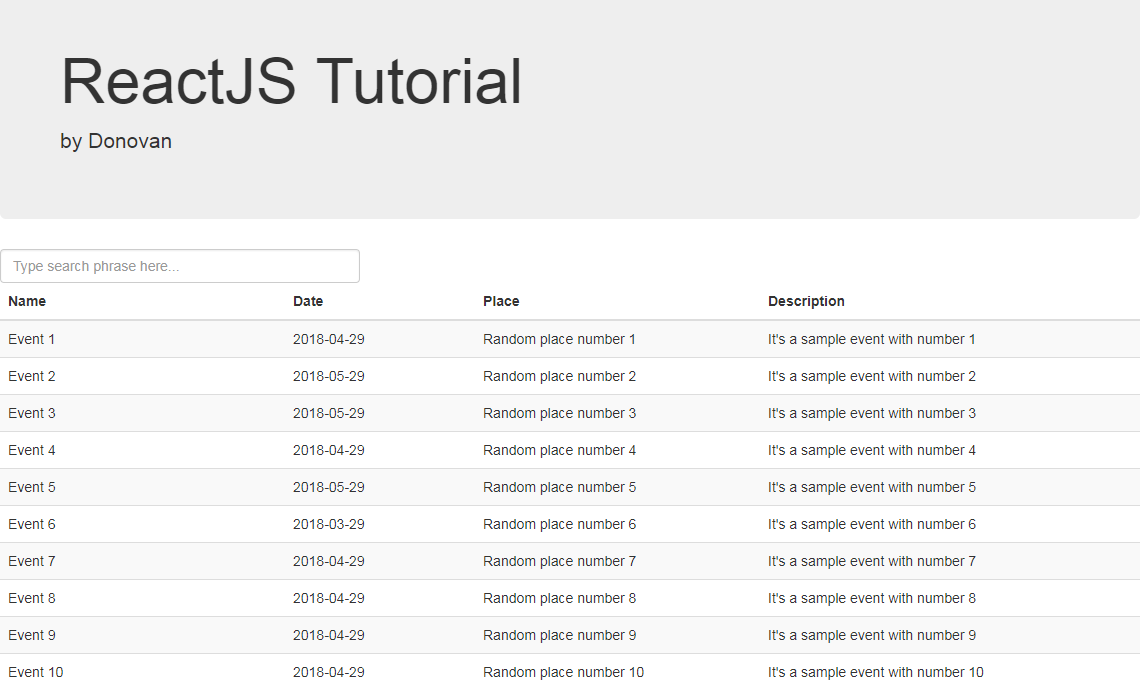 ReactJS Tutorial
by Donovan
Type search phrase here...
Name Date Place Description
Event 1 2018-04-29 Random place number 1 It's a sample event with number 1
Event 2 2018-05-29 Random place number 2 It's a sample event with number 2
Event 3 2018-05-29 Random place number 3 It's a sample event with number 3
Event 4 2018-04-29 Random place number 4 It's a sample event with number 4
Event 5 2018-05-29 Random place number 5 It's a sample event with number 5
Event 6 2018-03-29 Random place number 6 It's a sample event with number 6
Event 7 2018-04-29 Random place number 7 It's a sample event with number 7
Event 8 2018-04-29 Random place number 8 It's a sample event with number 8
Event 9 2018-04-29 Random place number 9 It's a sample event with number 9
Event 10 2018-04-29 Random place number 10 It's a sample event with number 10